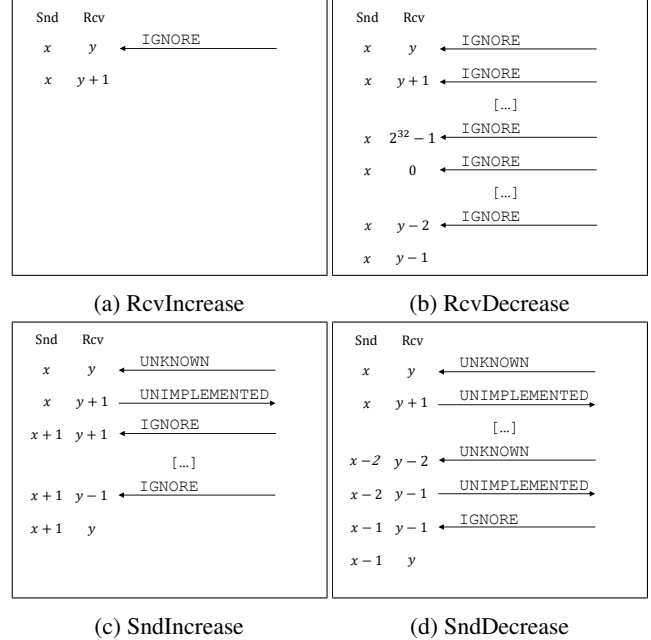 Snd Rcv
x y IGNORE
x y + 1
Snd Rcv
x y IGNORE
x y + 1 IGNORE
[…]
x 2³² − 1 IGNORE
x 0 IGNORE
[…]
x y − 2 IGNORE
x y − 1
(a) RcvIncrease
(b) RcvDecrease
Snd Rcv
x y UNKNOWN
x y + 1 UNIMPLEMENTED
x + 1 y + 1 IGNORE
[…]
x + 1 y − 1 IGNORE
x + 1 y
Snd Rcv
x y UNKNOWN
x y + 1 UNIMPLEMENTED
[…]
x − 2 y − 2 UNKNOWN
x − 2 y − 1 UNIMPLEMENTED
x − 1 y − 1 IGNORE
x − 1 y
(c) SndIncrease
(d) SndDecrease